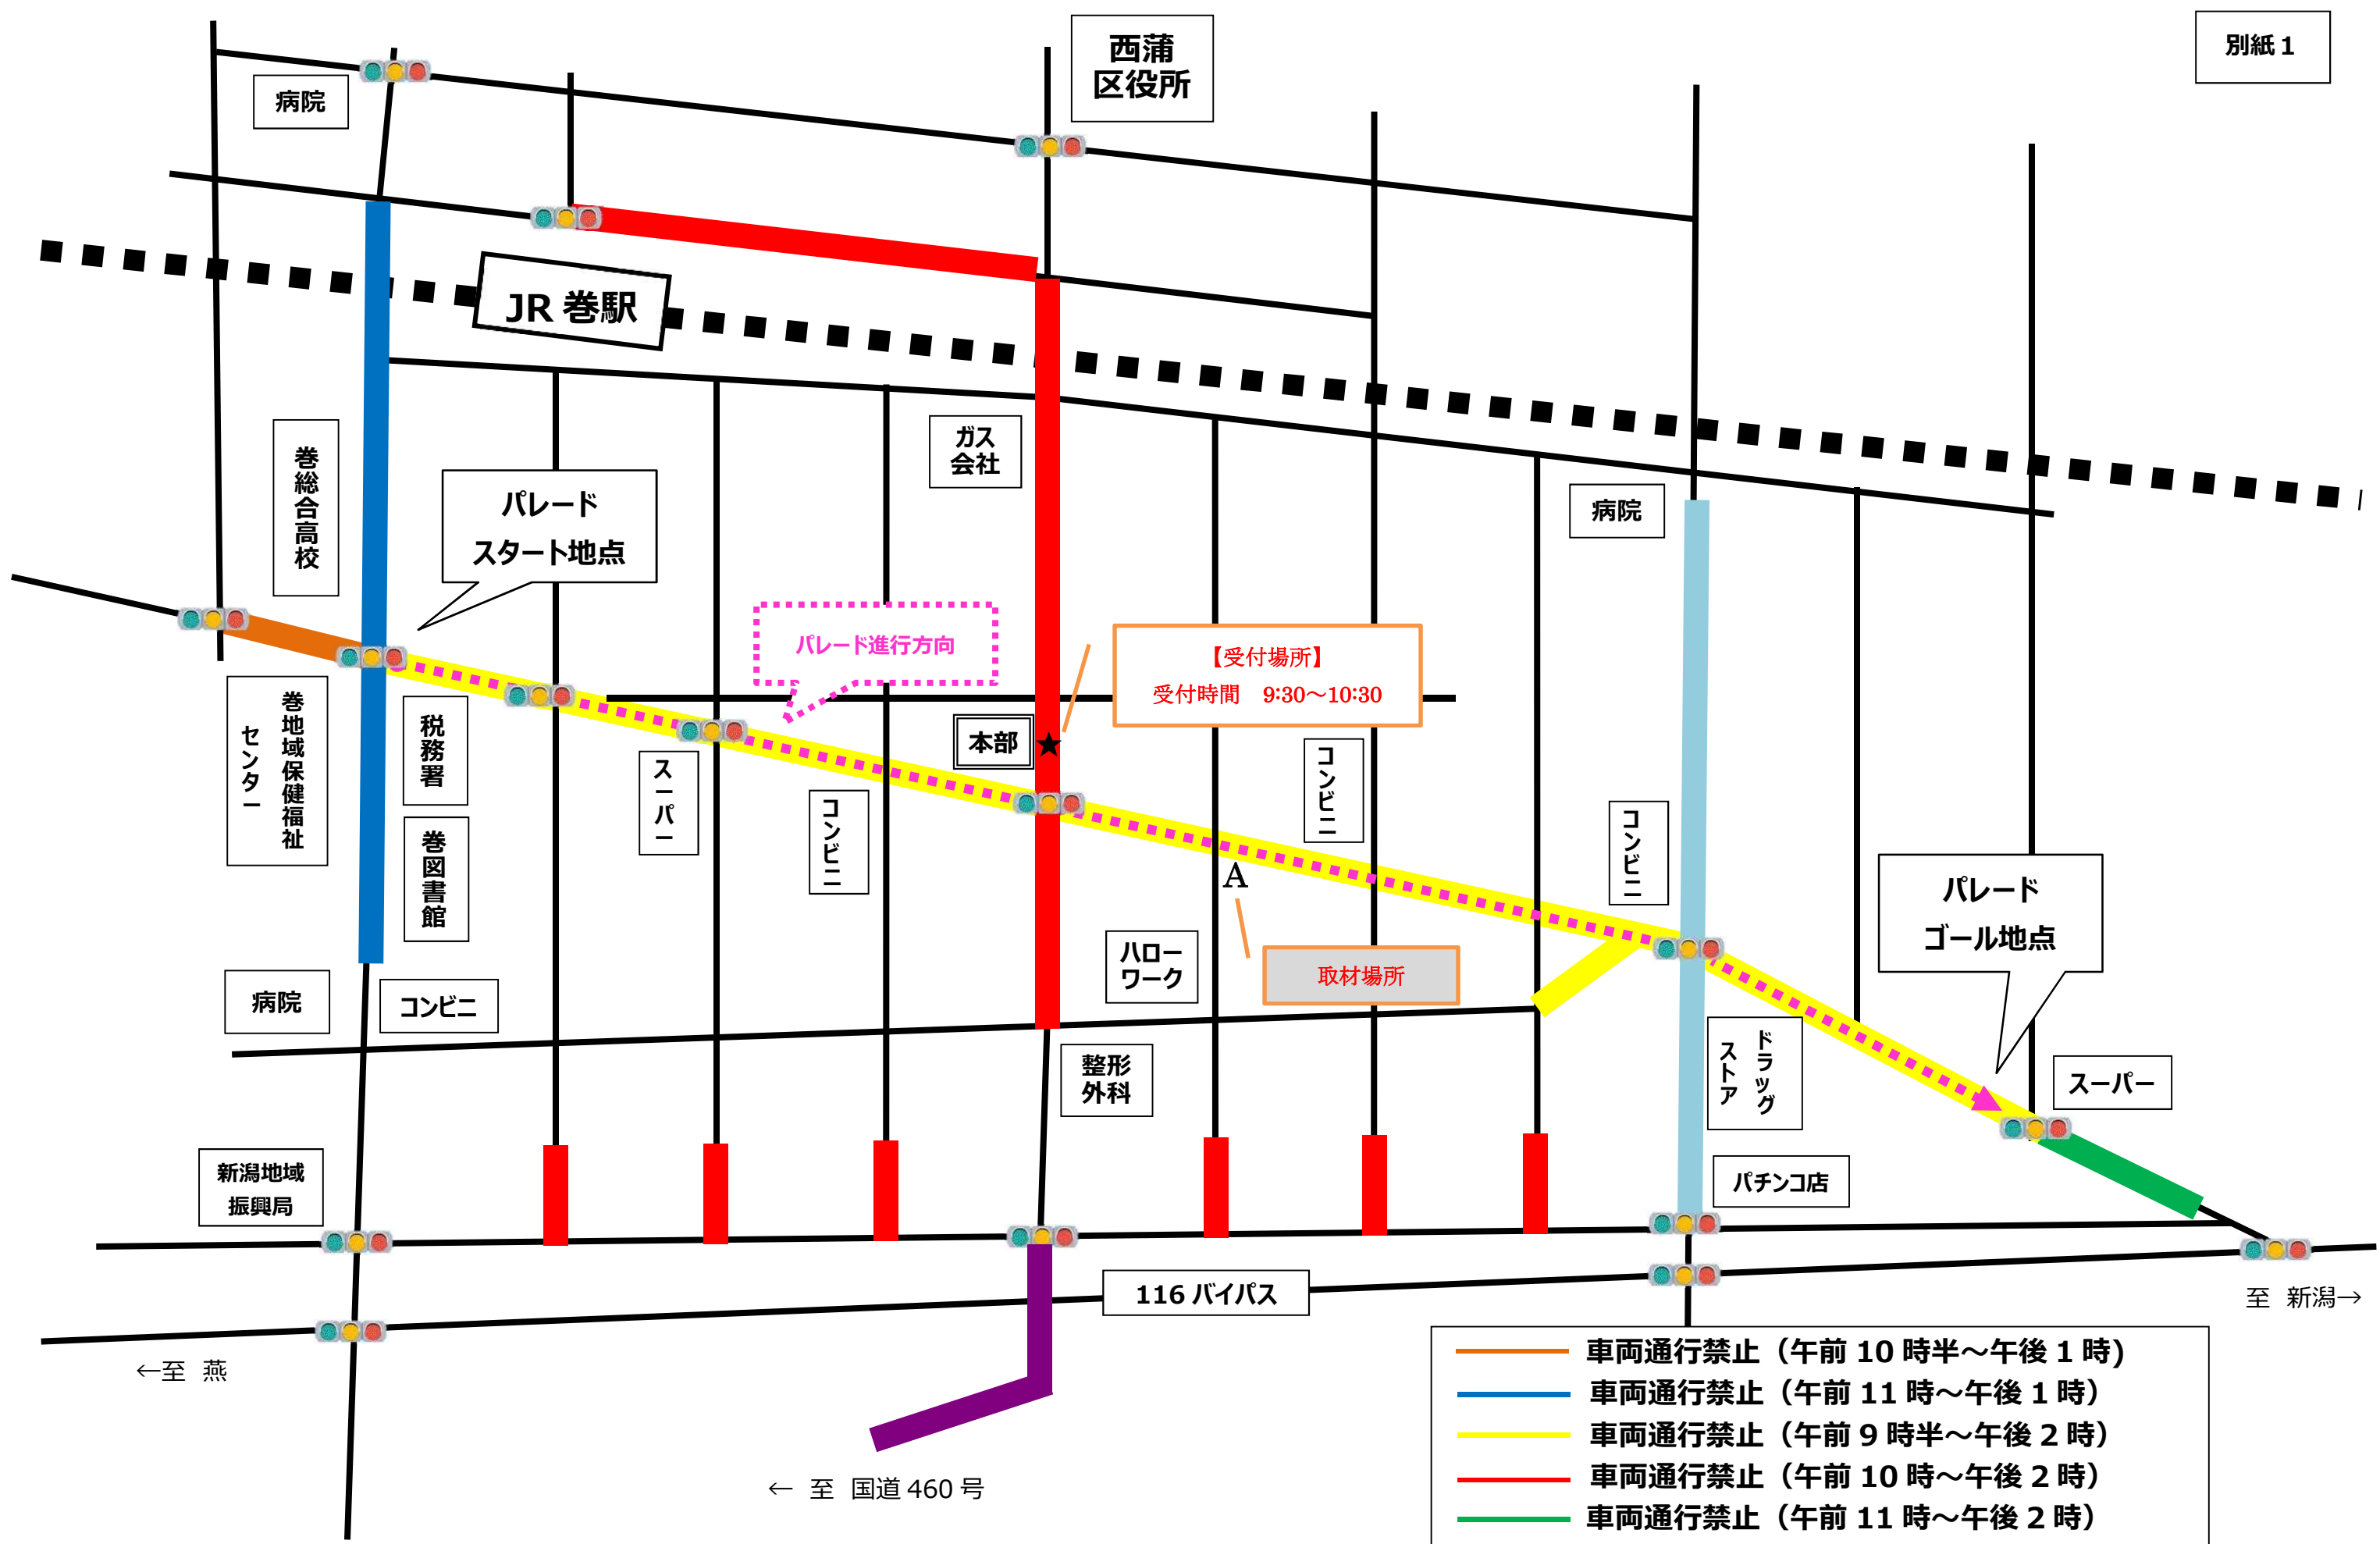 別紙1
西蒲
区役所
病院
JR 巻駅
ガス
会社
巻総合高校
パレード
スタート地点
病院
パレード進行方向
【受付場所】
受付時間　9:30～10:30
巻地域保健福祉
センター
税務署
本部
★
スーパー
コンビニ
コンビニ
コンビニ
巻図書館
A
パレード
ゴール地点
ハロー
ワーク
取材場所
病院
コンビニ
整形
外科
ドラッグ
ストア
スーパー
新潟地域
振興局
パチンコ店
116 バイパス
至　新潟→
←至　燕
←　至　国道 460 号
車両通行禁止（午前 10 時半～午後 1 時)
車両通行禁止（午前 11 時～午後 1 時）
車両通行禁止（午前 9 時半～午後 2 時）
車両通行禁止（午前 10 時～午後 2 時）
車両通行禁止（午前 11 時～午後 2 時）